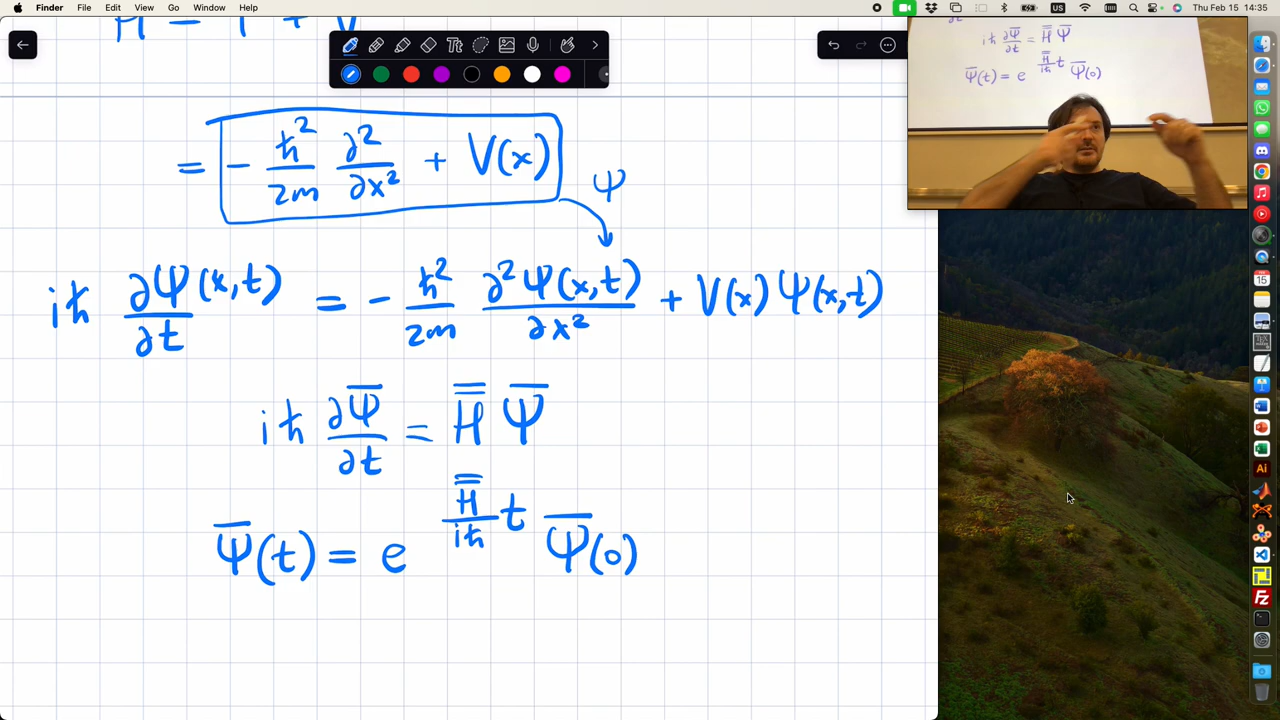 Finder File Edit View Go Window Help US Thu Feb 15 14:35
H = T + V
= - ℏ²/2m ∂²/∂x² + V(x)
Ψ
iℏ ∂Ψ(x,t)/∂t = - ℏ²/2m ∂²Ψ(x,t)/∂x² + V(x)Ψ(x,t)
iℏ ∂Ψ̅/∂t = H̿ Ψ̅
Ψ̅(t) = e^(H̿/iℏ t) Ψ̅(0)
iℏ ∂Ψ̅/∂t = H̿ Ψ̅
Ψ̅(t) = e^(H̿/iℏ t) Ψ̅(0)